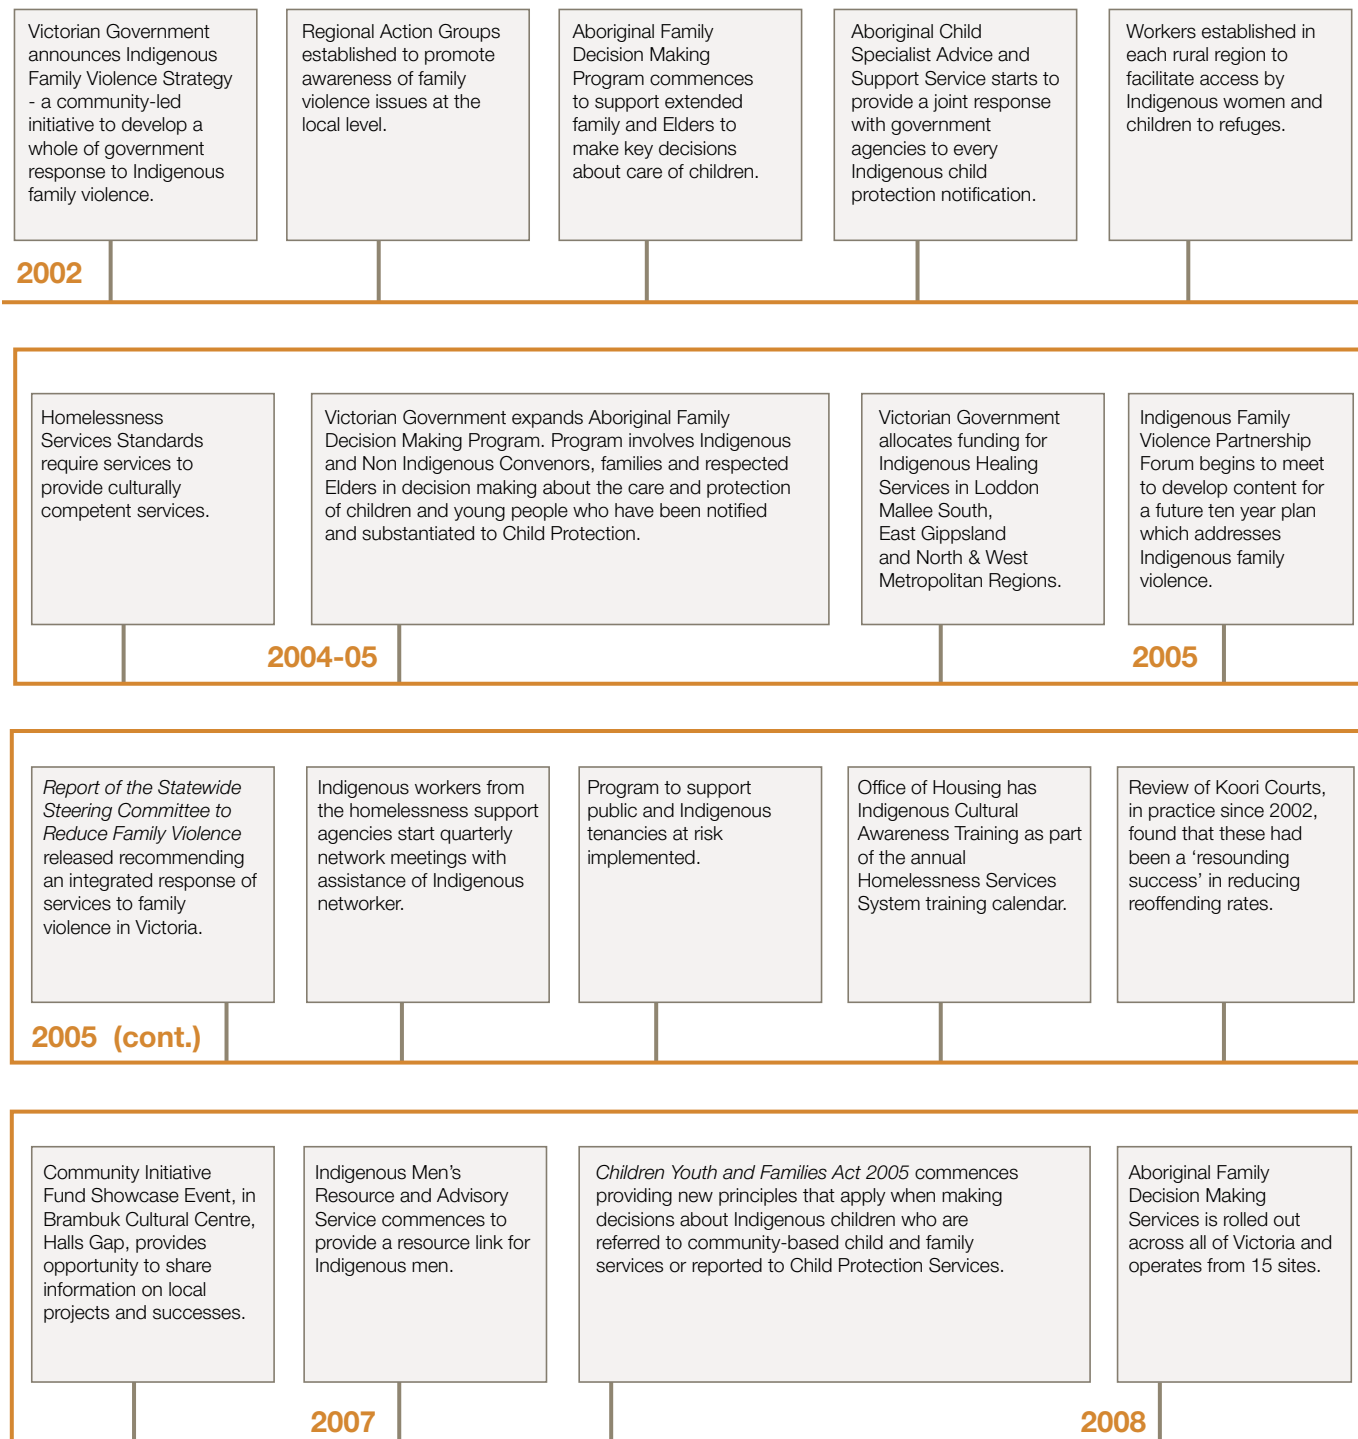 Victorian Government
announces Indigenous
Family Violence Strategy
- a community-led
initiative to develop a
whole of government
response to Indigenous
family violence.
Regional Action Groups
established to promote
awareness of family
violence issues at the
local level.
Aboriginal Family
Decision Making
Program commences
to support extended
family and Elders to
make key decisions
about care of children.
Aboriginal Child
Specialist Advice and
Support Service starts to
provide a joint response
with government
agencies to every
Indigenous child
protection notification.
Workers established in
each rural region to
facilitate access by
Indigenous women and
children to refuges.
2002
Homelessness
Services Standards
require services to
provide culturally
competent services.
Victorian Government expands Aboriginal Family
Decision Making Program. Program involves Indigenous
and Non Indigenous Convenors, families and respected
Elders in decision making about the care and protection
of children and young people who have been notified
and substantiated to Child Protection.
Victorian Government
allocates funding for
Indigenous Healing
Services in Loddon
Mallee South,
East Gippsland
and North & West
Metropolitan Regions.
Indigenous Family
Violence Partnership
Forum begins to meet
to develop content for
a future ten year plan
which addresses
Indigenous family
violence.
2004-05
2005
Report of the Statewide
Steering Committee to
Reduce Family Violence
released recommending
an integrated response of
services to family
violence in Victoria.
Indigenous workers from
the homelessness support
agencies start quarterly
network meetings with
assistance of Indigenous
networker.
Program to support
public and Indigenous
tenancies at risk
implemented.
Office of Housing has
Indigenous Cultural
Awareness Training as part
of the annual
Homelessness Services
System training calendar.
Review of Koori Courts,
in practice since 2002,
found that these had
been a ‘resounding
success’ in reducing
reoffending rates.
2005 (cont.)
Community Initiative
Fund Showcase Event, in
Brambuk Cultural Centre,
Halls Gap, provides
opportunity to share
information on local
projects and successes.
Indigenous Men’s
Resource and Advisory
Service commences to
provide a resource link for
Indigenous men.
Children Youth and Families Act 2005 commences
providing new principles that apply when making
decisions about Indigenous children who are
referred to community-based child and family
services or reported to Child Protection Services.
Aboriginal Family
Decision Making
Services is rolled out
across all of Victoria and
operates from 15 sites.
2007
2008